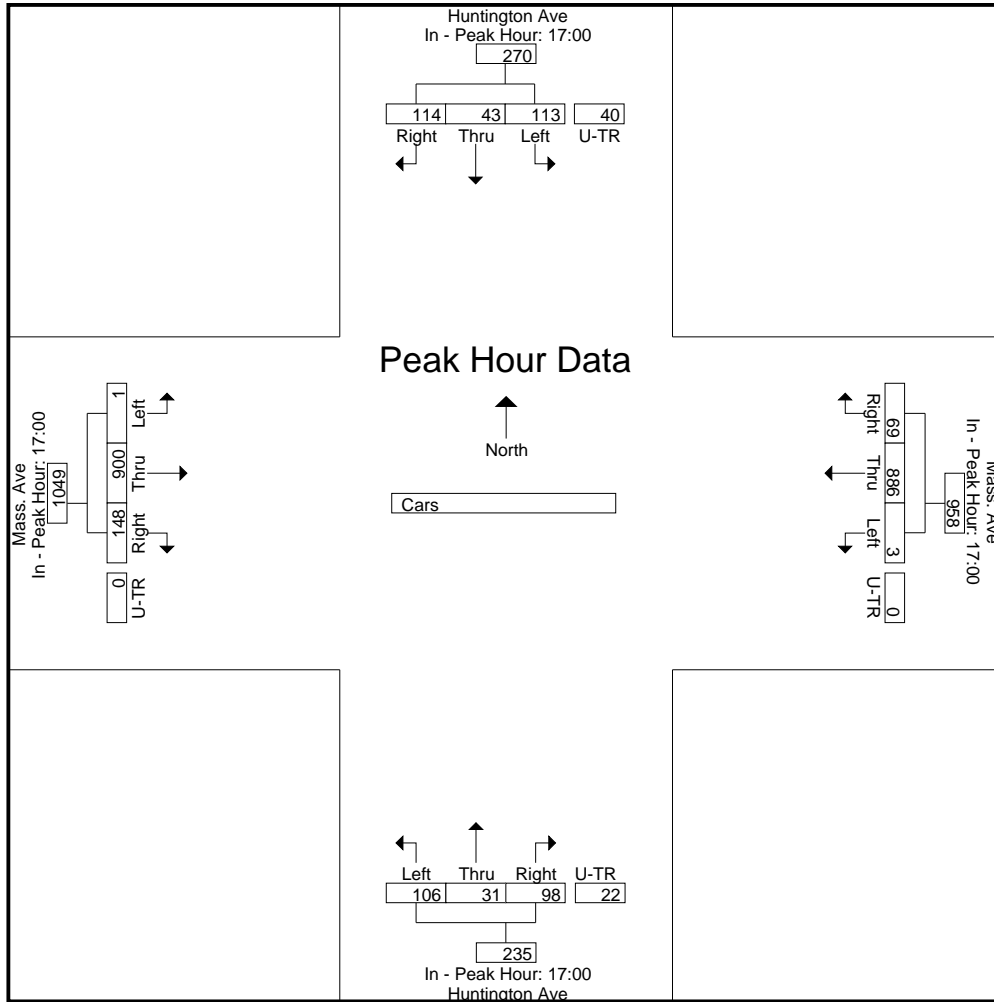 Huntington Ave
In - Peak Hour: 17:00
270
114 43 113 40
Right Thru Left U-TR
Peak Hour Data
North
Cars
Mass. Ave
In - Peak Hour: 17:00
1049
1 900 148 0
Left Thru Right U-TR
Mass. Ave
In - Peak Hour: 17:00
958
69 886 3 0
Right Thru Left U-TR
Left Thru Right U-TR
106 31 98 22
235
In - Peak Hour: 17:00
Huntington Ave